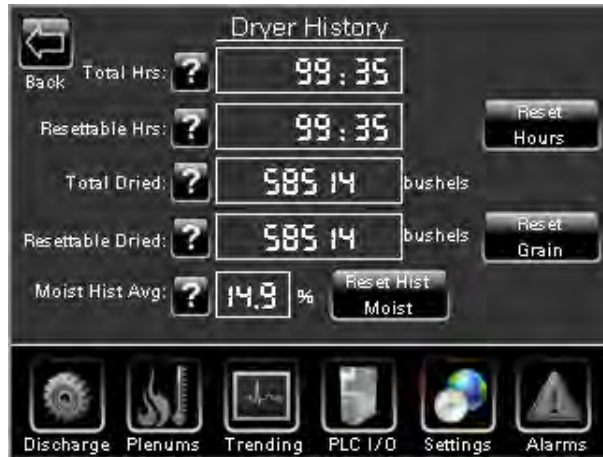 Dryer History
Back
Total Hrs: ? 99:35
Resettable Hrs: ? 99:35 Reset Hours
Total Dried: ? 58514 bushels
Resettable Dried: ? 58514 bushels Reset Grain
Moist Hist Avg: ? 14.9 % Reset Hist Moist
Discharge Plenums Trending PLC I/O Settings Alarms